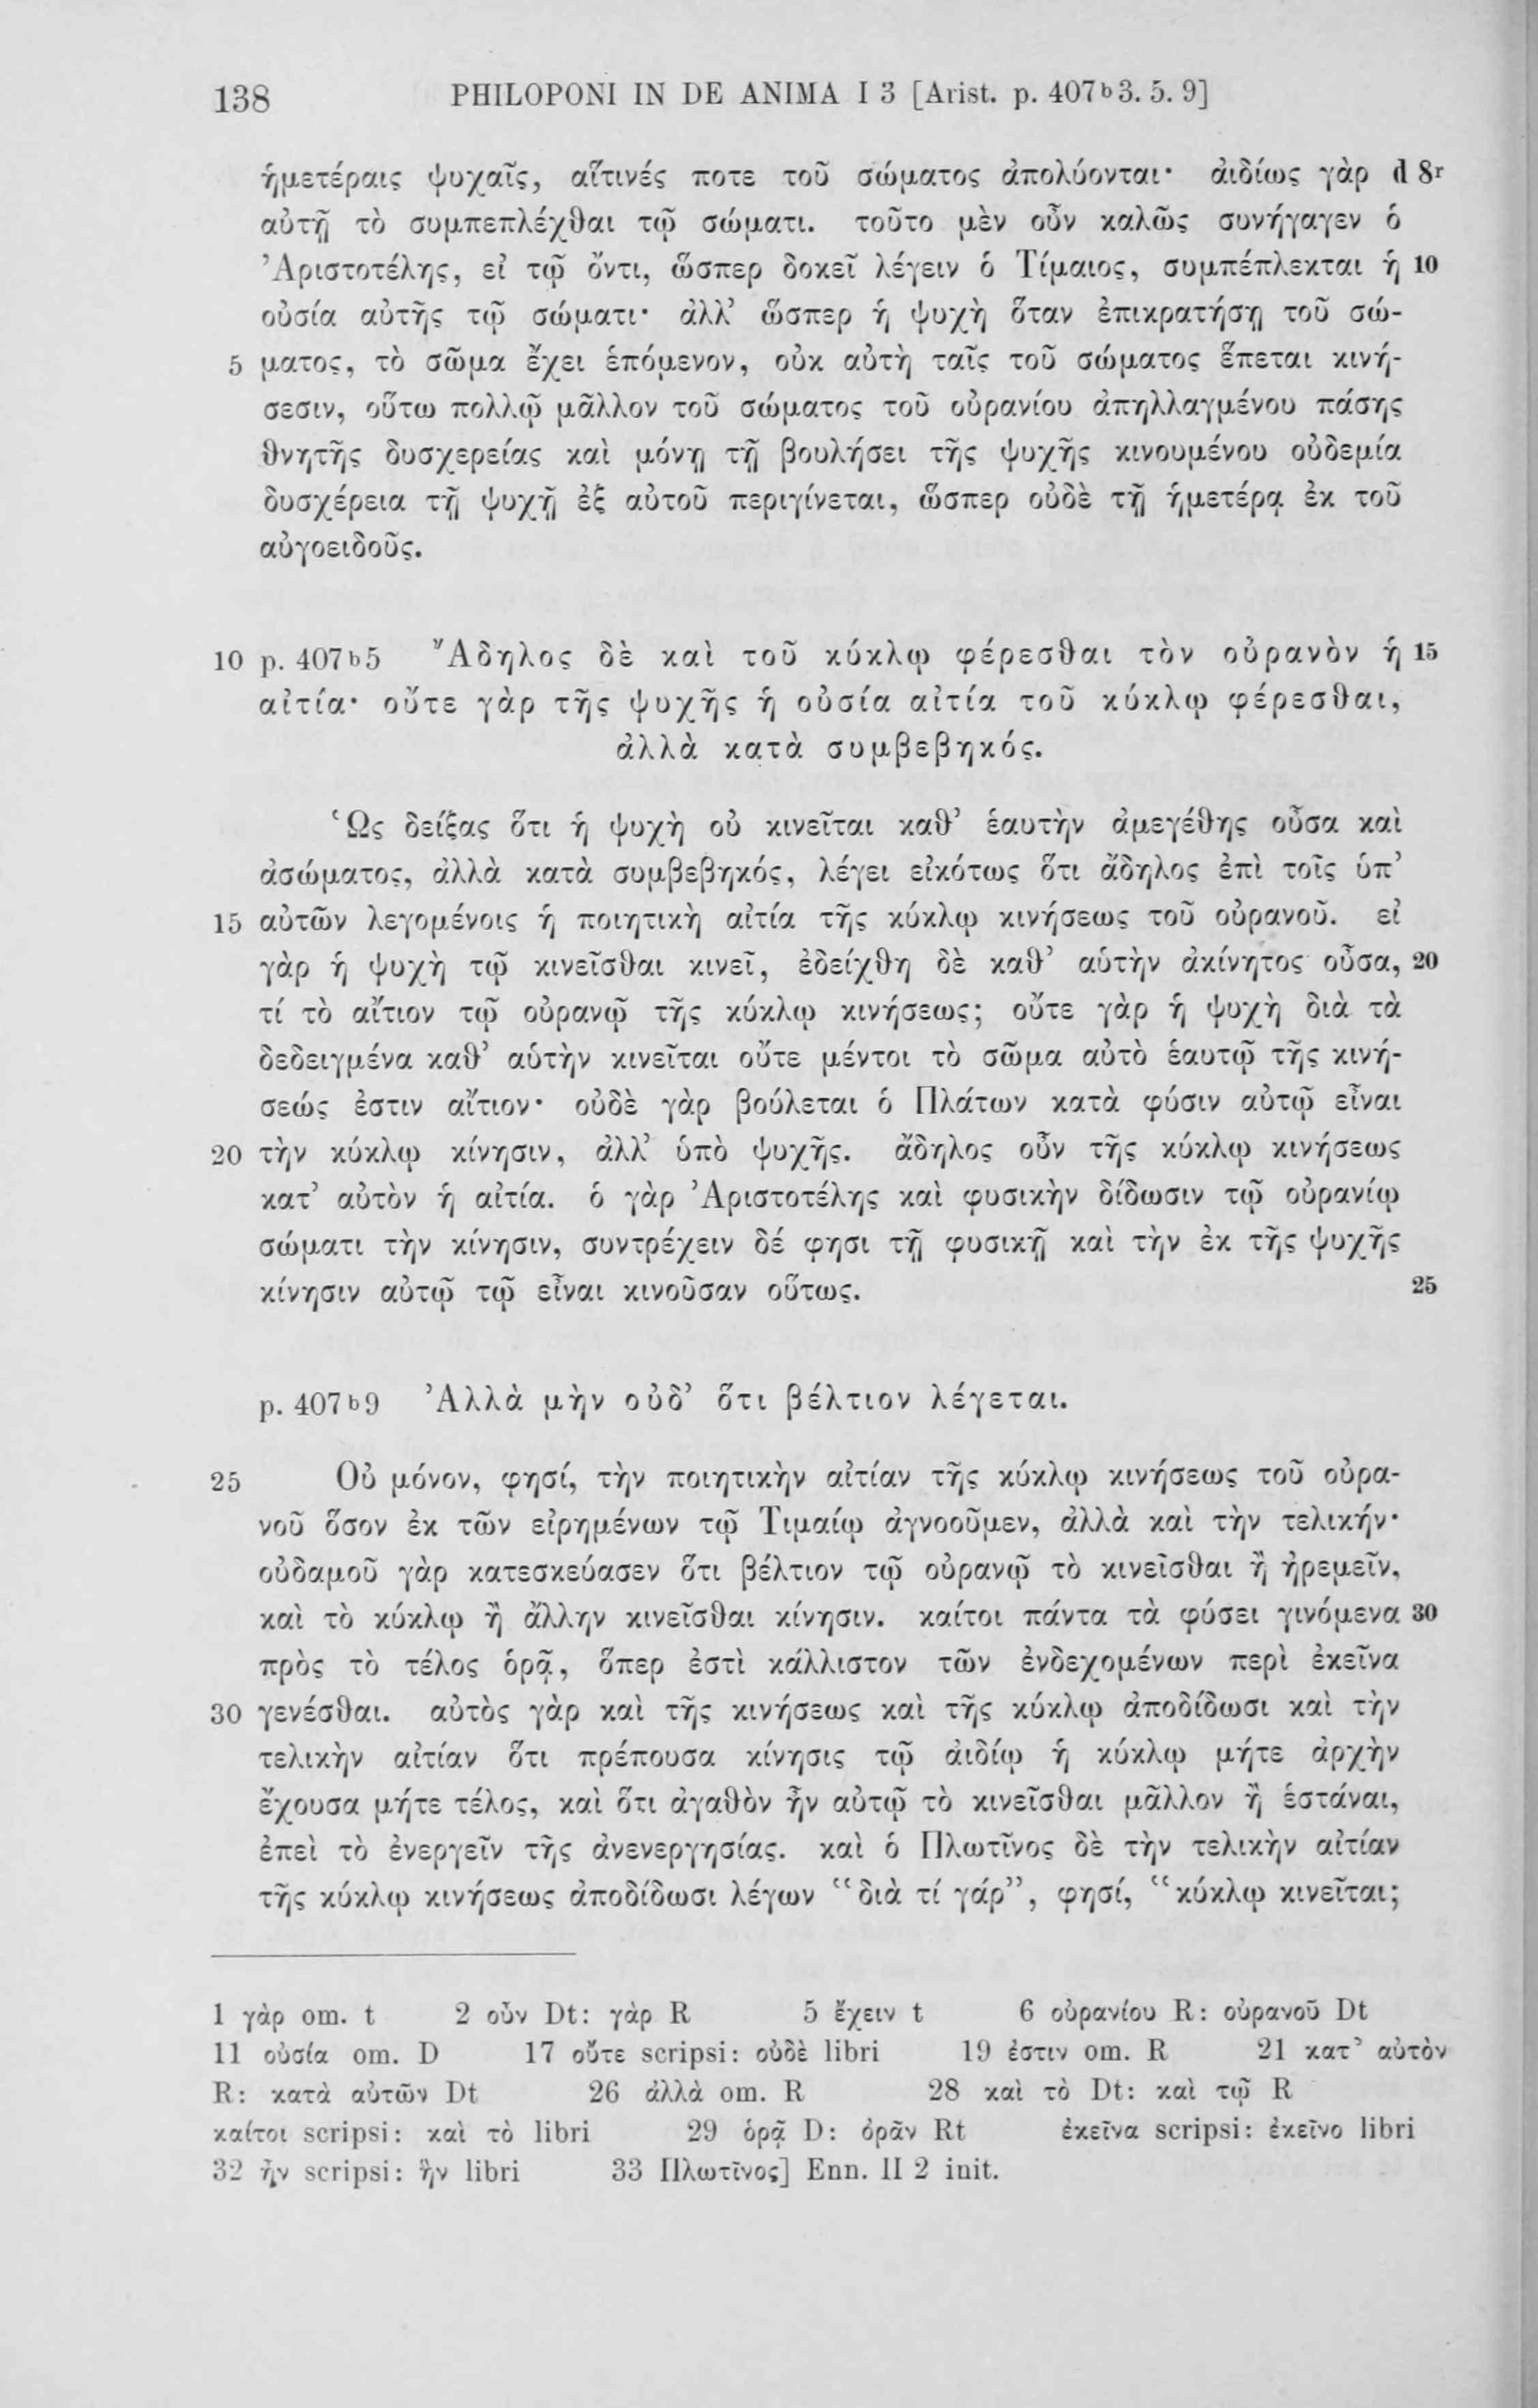 138 PHILOPONI IN DE ANIMA I 3 [Arist. p. 407b3. 5. 9]
ἡμετέραις ψυχαῖς, αἵτινές ποτε τοῦ σώματος ἀπολύονται· ἀιδίως γὰρ d 8r
αὐτῇ τὸ συμπεπλέχθαι τῷ σώματι. τοῦτο μὲν οὖν καλῶς συνήγαγεν ὁ
Ἀριστοτέλης, εἰ τῷ ὄντι, ὥσπερ δοκεῖ λέγειν ὁ Τίμαιος, συμπέπλεκται ἡ 10
οὐσία αὐτῆς τῷ σώματι· ἀλλ’ ὥσπερ ἡ ψυχὴ ὅταν ἐπικρατήσῃ τοῦ σώ-
5 ματος, τὸ σῶμα ἔχει ἑπόμενον, οὐκ αὐτὴ ταῖς τοῦ σώματος ἕπεται κινή-
σεσιν, οὕτω πολλῷ μᾶλλον τοῦ σώματος τοῦ οὐρανίου ἀπηλλαγμένου πάσης
θνητῆς δυσχερείας καὶ μόνῃ τῇ βουλήσει τῆς ψυχῆς κινουμένου οὐδεμία
δυσχέρεια τῇ ψυχῇ ἐξ αὐτοῦ περιγίνεται, ὥσπερ οὐδὲ τῇ ἡμετέρᾳ ἐκ τοῦ
αὐγοειδοῦς.
10 p. 407b5 Ἄδηλος δὲ καὶ τοῦ κύκλῳ φέρεσθαι τὸν οὐρανὸν ἡ 15
αἰτία· οὔτε γὰρ τῆς ψυχῆς ἡ οὐσία αἰτία τοῦ κύκλῳ φέρεσθαι,
ἀλλὰ κατὰ συμβεβηκός.
Ὡς δείξας ὅτι ἡ ψυχὴ οὐ κινεῖται καθ’ ἑαυτὴν ἀμεγέθης οὖσα καὶ
ἀσώματος, ἀλλὰ κατὰ συμβεβηκός, λέγει εἰκότως ὅτι ἄδηλος ἐπὶ τοῖς ὑπ’
15 αὐτῶν λεγομένοις ἡ ποιητικὴ αἰτία τῆς κύκλῳ κινήσεως τοῦ οὐρανοῦ. εἰ
γὰρ ἡ ψυχὴ τῷ κινεῖσθαι κινεῖ, ἐδείχθη δὲ καθ’ αὑτὴν ἀκίνητος οὖσα, 20
τί τὸ αἴτιον τῷ οὐρανῷ τῆς κύκλῳ κινήσεως; οὔτε γὰρ ἡ ψυχὴ διὰ τὰ
δεδειγμένα καθ’ αὑτὴν κινεῖται οὔτε μέντοι τὸ σῶμα αὐτὸ ἑαυτῷ τῆς κινή-
σεώς ἐστιν αἴτιον· οὐδὲ γὰρ βούλεται ὁ Πλάτων κατὰ φύσιν αὐτῷ εἶναι
20 τὴν κύκλῳ κίνησιν, ἀλλ’ ὑπὸ ψυχῆς. ἄδηλος οὖν τῆς κύκλῳ κινήσεως
κατ’ αὐτὸν ἡ αἰτία. ὁ γὰρ Ἀριστοτέλης καὶ φυσικὴν δίδωσιν τῷ οὐρανίῳ
σώματι τὴν κίνησιν, συντρέχειν δέ φησι τῇ φυσικῇ καὶ τὴν ἐκ τῆς ψυχῆς
κίνησιν αὐτῷ τῷ εἶναι κινοῦσαν οὕτως. 25
p. 407b9 Ἀλλὰ μὴν οὐδ’ ὅτι βέλτιον λέγεται.
25 Οὐ μόνον, φησί, τὴν ποιητικὴν αἰτίαν τῆς κύκλῳ κινήσεως τοῦ οὐρα-
νοῦ ὅσον ἐκ τῶν εἰρημένων τῷ Τιμαίῳ ἀγνοοῦμεν, ἀλλὰ καὶ τὴν τελικήν·
οὐδαμοῦ γὰρ κατεσκεύασεν ὅτι βέλτιον τῷ οὐρανῷ τὸ κινεῖσθαι ἢ ἠρεμεῖν,
καὶ τὸ κύκλῳ ἢ ἄλλην κινεῖσθαι κίνησιν. καίτοι πάντα τὰ φύσει γινόμενα 30
πρὸς τὸ τέλος ὁρᾷ, ὅπερ ἐστὶ κάλλιστον τῶν ἐνδεχομένων περὶ ἐκεῖνα
30 γενέσθαι. αὐτὸς γὰρ καὶ τῆς κινήσεως καὶ τῆς κύκλῳ ἀποδίδωσι καὶ τὴν
τελικὴν αἰτίαν ὅτι πρέπουσα κίνησις τῷ ἀιδίῳ ἡ κύκλῳ μήτε ἀρχὴν
ἔχουσα μήτε τέλος, καὶ ὅτι ἀγαθὸν ἦν αὐτῷ τὸ κινεῖσθαι μᾶλλον ἢ ἑστάναι,
ἐπεὶ τὸ ἐνεργεῖν τῆς ἀνενεργησίας. καὶ ὁ Πλωτῖνος δὲ τὴν τελικὴν αἰτίαν
τῆς κύκλῳ κινήσεως ἀποδίδωσι λέγων “διὰ τί γάρ”, φησί, “κύκλῳ κινεῖται;
1 γὰρ om. t 2 οὖν Dt: γὰρ R 5 ἔχειν t 6 οὐρανίου R: οὐρανοῦ Dt
11 οὐσία om. D 17 οὔτε scripsi: οὐδὲ libri 19 ἐστιν om. R 21 κατ’ αὐτὸν
R: κατὰ αὐτῶν Dt 26 ἀλλὰ om. R 28 καὶ τὸ Dt: καὶ τῷ R
καίτοι scripsi: καὶ τὸ libri 29 ὁρᾷ D: ὁρᾶν Rt ἐκεῖνα scripsi: ἐκεῖνο libri
32 ἦν scripsi: ἣν libri 33 Πλωτῖνος] Enn. II 2 init.